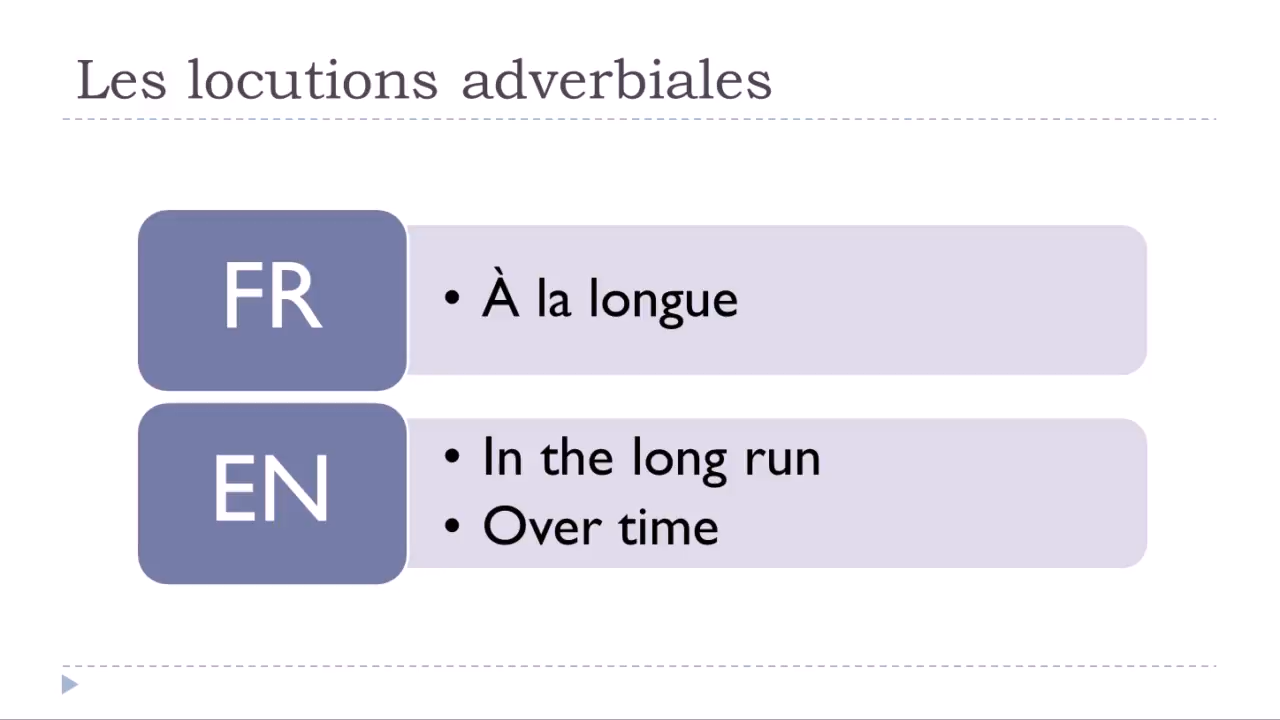 Les locutions adverbiales
FR
• À la longue
EN
• In the long run
• Over time